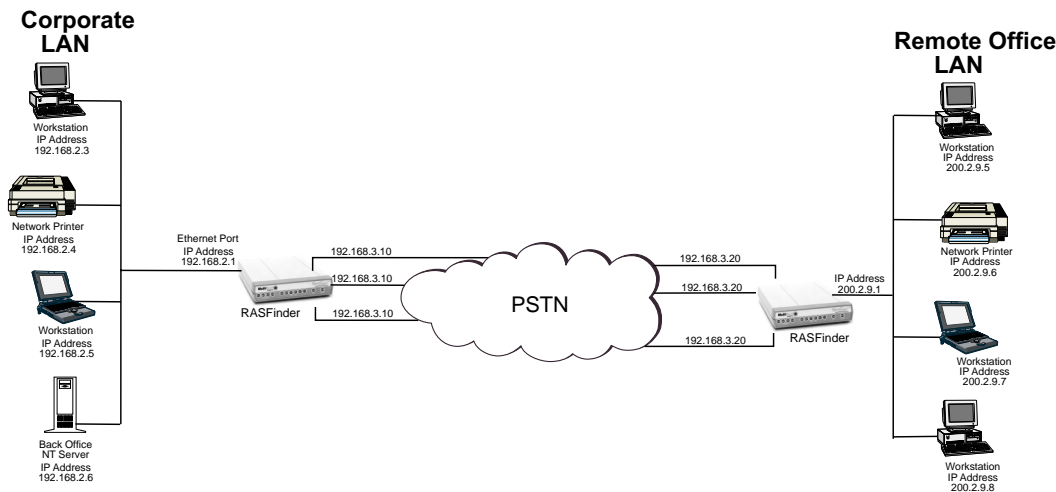 Corporate
LAN
Workstation
IP Address
192.168.2.3
Network Printer
IP Address
192.168.2.4
Workstation
IP Address
192.168.2.5
Back Office
NT Server
IP Address
192.168.2.6
Ethernet Port
IP Address
192.168.2.1
RASFinder
192.168.3.10
192.168.3.10
192.168.3.10
PSTN
192.168.3.20
192.168.3.20
192.168.3.20
RASFinder
IP Address
200.2.9.1
Remote Office
LAN
Workstation
IP Address
200.2.9.5
Network Printer
IP Address
200.2.9.6
Workstation
IP Address
200.2.9.7
Workstation
IP Address
200.2.9.8